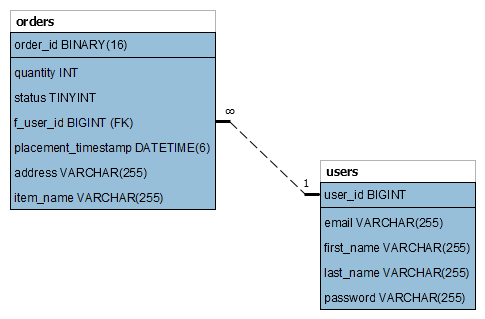 orders
order_id BINARY(16)
quantity INT
status TINYINT
f_user_id BIGINT (FK)
placement_timestamp DATETIME(6)
address VARCHAR(255)
item_name VARCHAR(255)
∞
1
users
user_id BIGINT
email VARCHAR(255)
first_name VARCHAR(255)
last_name VARCHAR(255)
password VARCHAR(255)